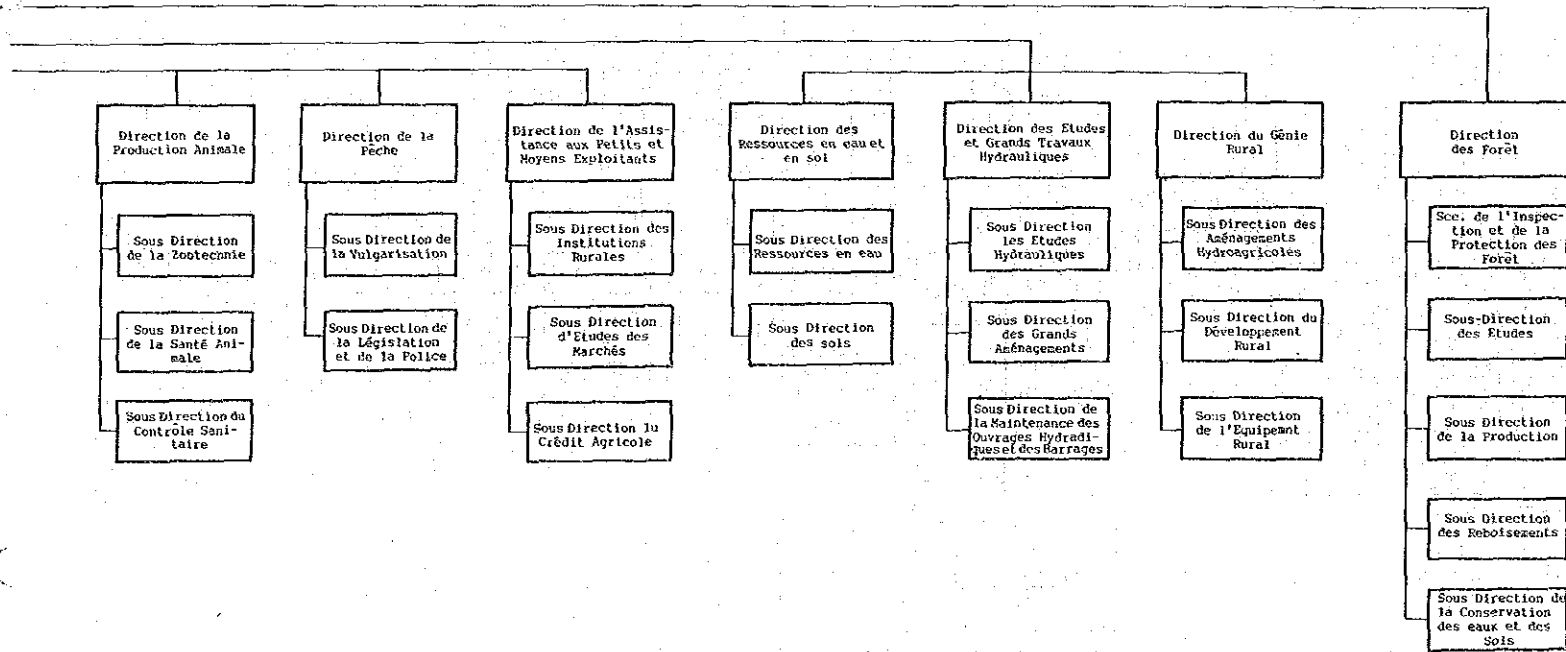 Direction de la
Production Animale
Sous Direction
de la Zootechnie
Sous Direction
de la Santé Ani-
male
Sous Direction du
Contrôle Sani-
taire
Direction de la
Pêche
Sous Direction de
la Vulgarisation
Sous Direction de
la Législation
et de la Police
Direction de l'Assis-
tance aux Petits et
Moyens Exploitants
Sous Direction des
Institutions
Rurales
Sous Direction
d'Etudes des
Marchés
Sous Direction
Crédit Agricole
Direction des
Ressources en eau et
en sol
Sous Direction des
Ressources en eau
Sous Direction
des sols
Direction des Etudes
et Grands Travaux
Hydrauliques
Sous Direction
les Etudes
Hydrauliques
Sous Direction
des Grands
Aménagements
Sous Direction de
la Maintenance des
Ouvrages Hydradi-
ques et des Barrages
Direction du Génie
Rural
Sous Direction des
Aménagements
Hydroagricoles
Sous Direction du
Développement
Rural
Sous Direction
de l'Equipemnt
Rural
Direction
des Forêt
Sce. de l'Inspec-
tion et de la
Protection des
Forêt
Sous-Direction
des Etudes
Sous Direction
de la Production
Sous Direction
des Reboisements
Sous Direction de
la Conservation
des eaux et des
Sols